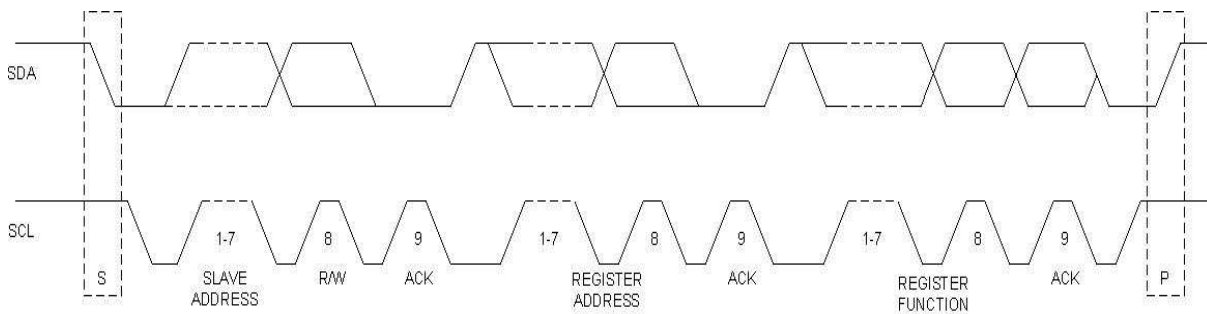 SDA
SCL
1-7 8 9 1-7 8 9 1-7 8 9
S SLAVE ADDRESS R/W ACK REGISTER ADDRESS ACK REGISTER FUNCTION ACK P